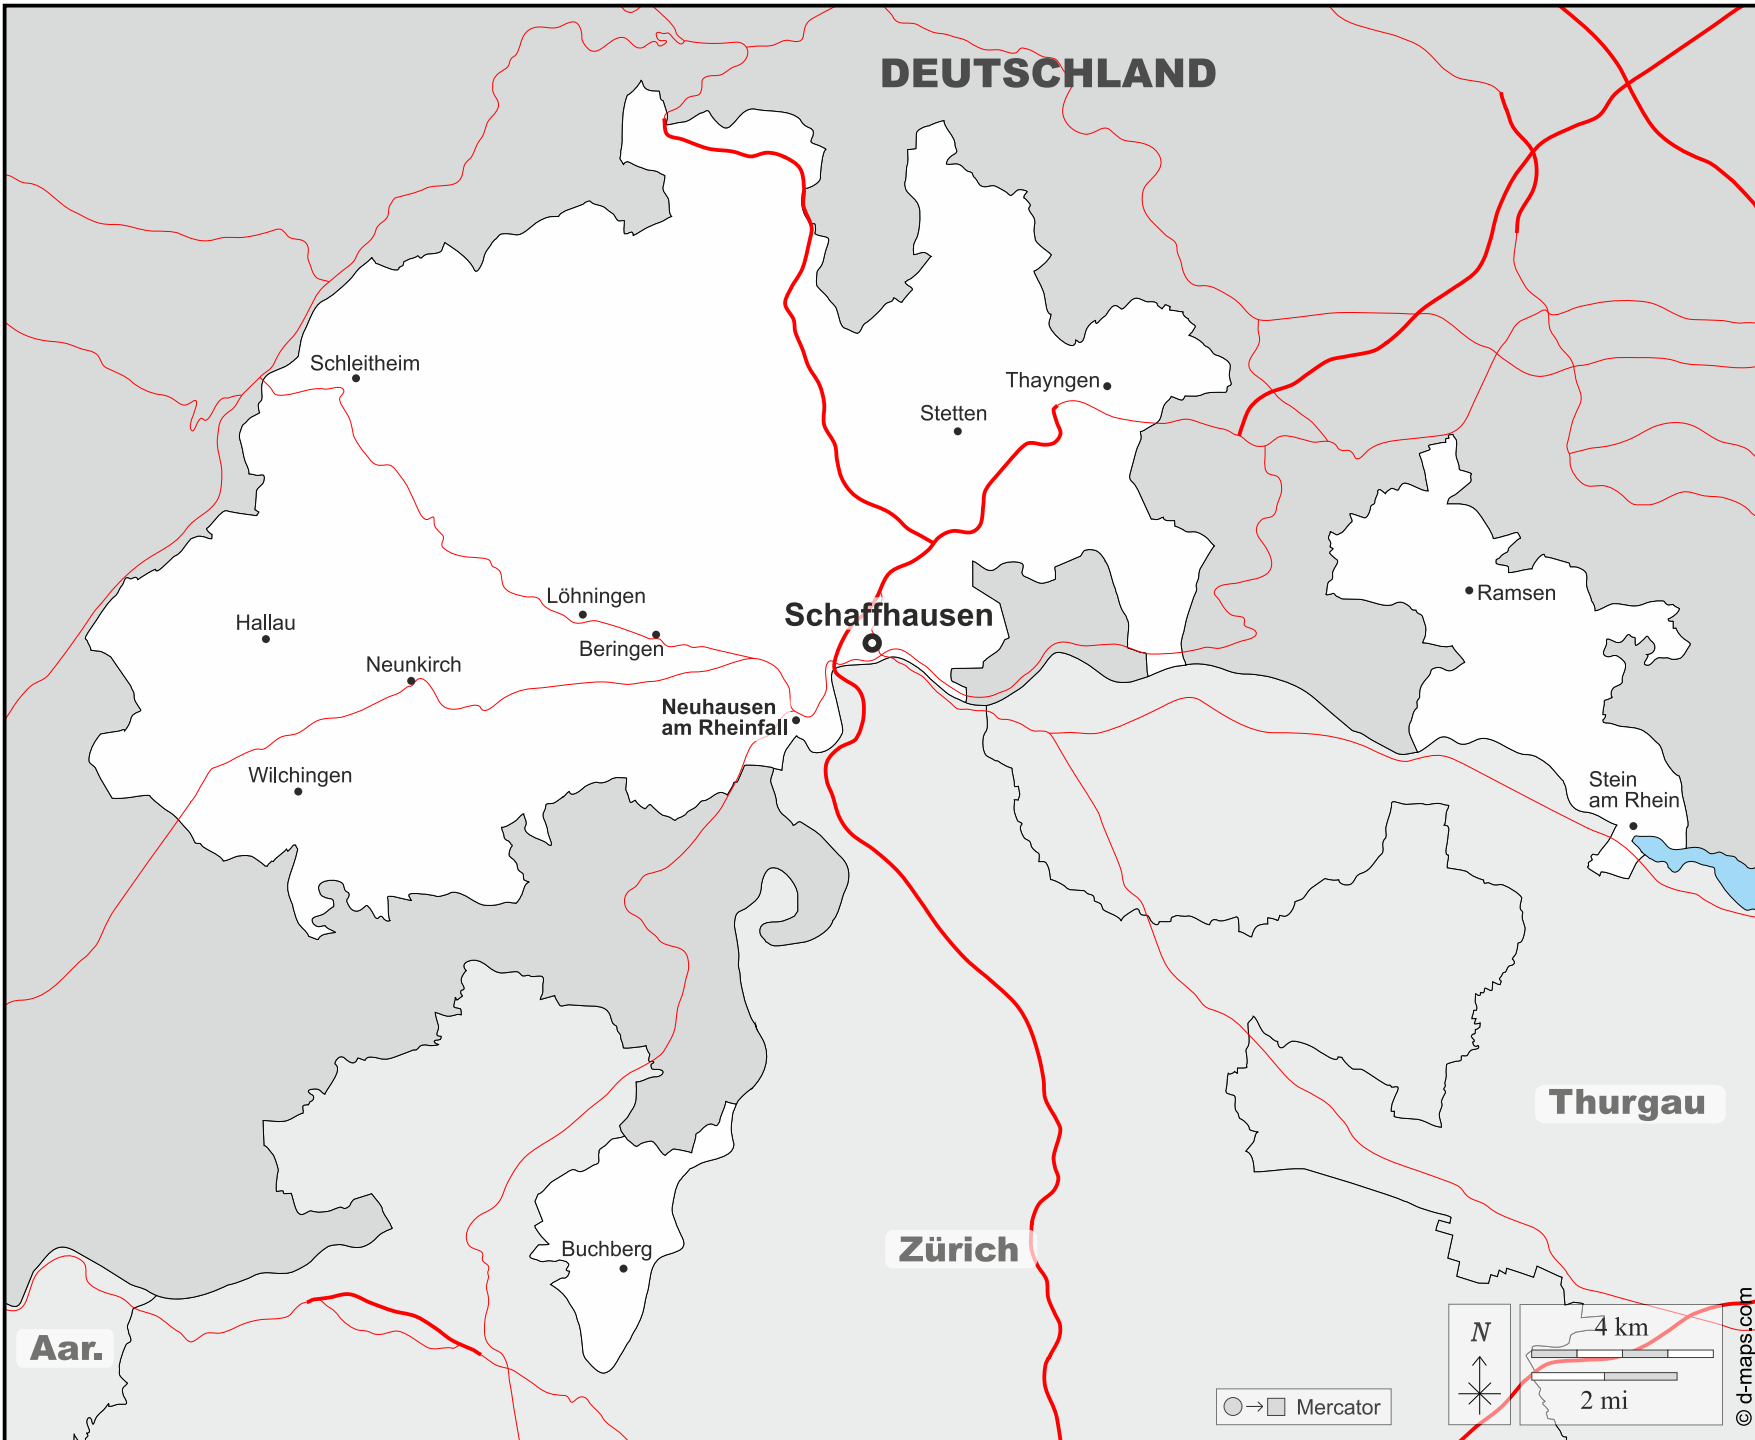 DEUTSCHLAND
Schleitheim
Thayngen
Stetten
Löhningen
Ramsen
Schaffhausen
Hallau
Beringen
Neunkirch
Neuhausen
am Rheinfall
Wilchingen
Stein
am Rhein
Thurgau
Zürich
Buchberg
Aar.
N
4 km
2 mi
Mercator
© d-maps.com